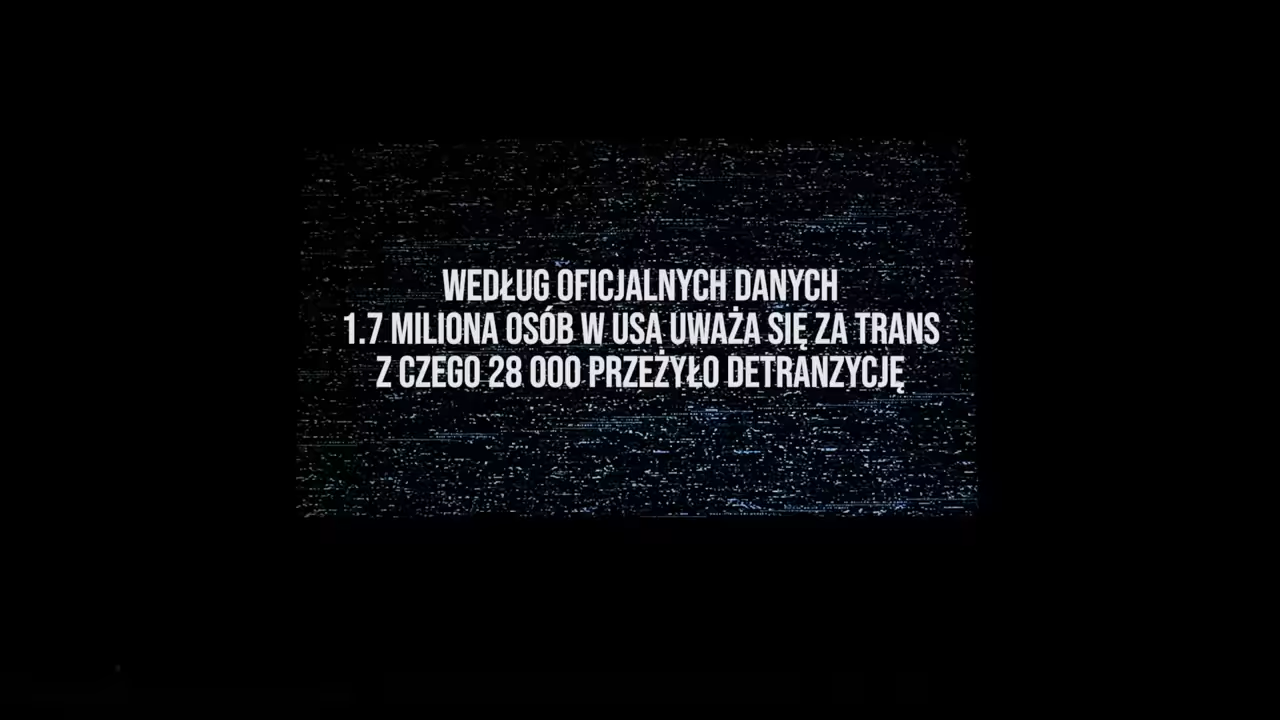 WEDŁUG OFICJALNYCH DANYCH
1.7 MILIONA OSÓB W USA UWAŻA SIĘ ZA TRANS
Z CZEGO 28 000 PRZEŻYŁO DETRANZYCJĘ